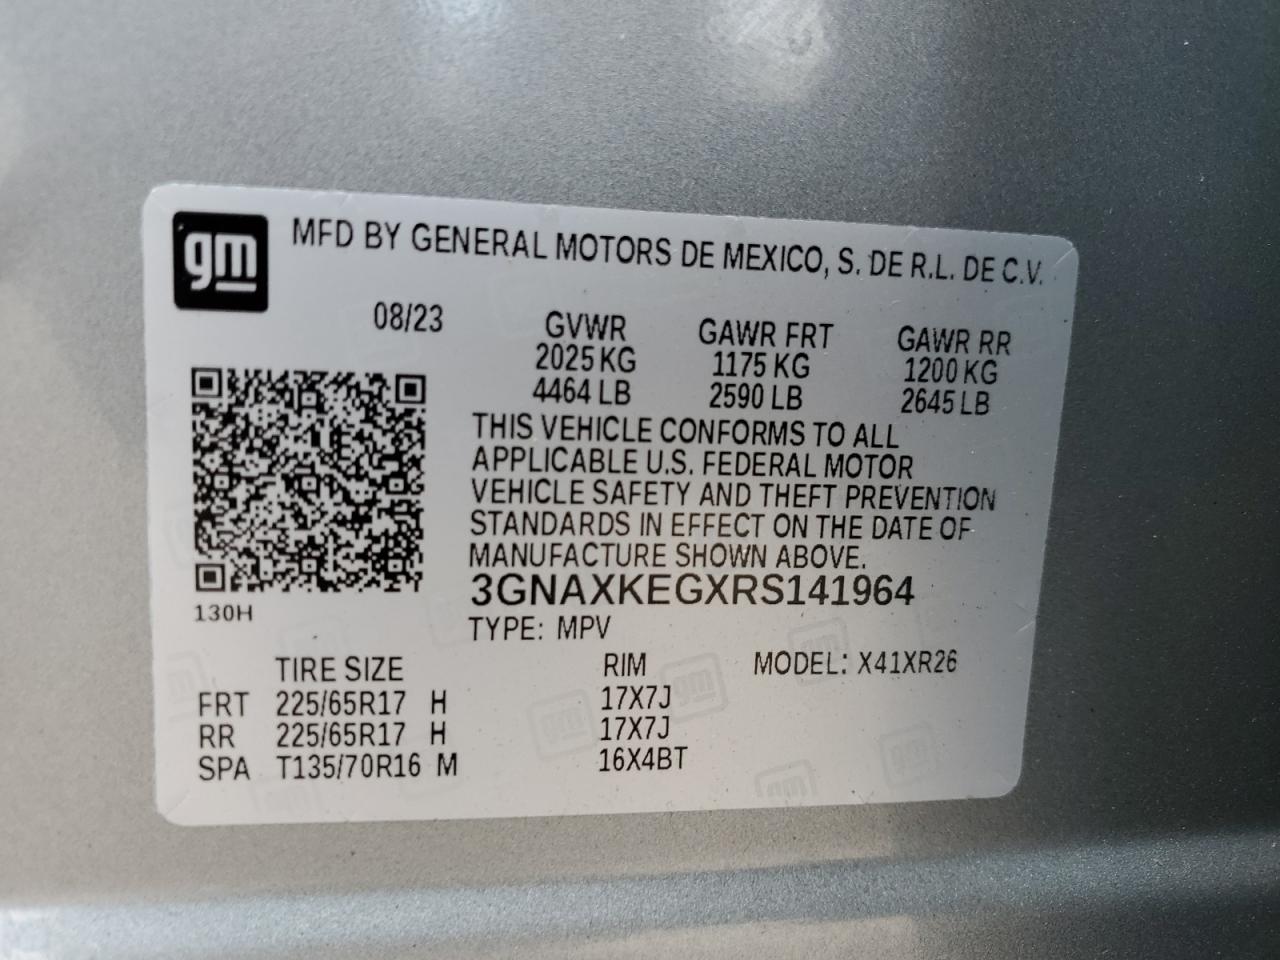 gm MFD BY GENERAL MOTORS DE MEXICO, S. DE R.L. DE C.V.
08/23 GVWR GAWR FRT GAWR RR
2025 KG 1175 KG 1200 KG
4464 LB 2590 LB 2645 LB
THIS VEHICLE CONFORMS TO ALL
APPLICABLE U.S. FEDERAL MOTOR
VEHICLE SAFETY AND THEFT PREVENTION
STANDARDS IN EFFECT ON THE DATE OF
MANUFACTURE SHOWN ABOVE.
3GNAXKEGXRS141964
130H
TYPE: MPV
TIRE SIZE RIM MODEL: X41XR26
FRT 225/65R17 H 17X7J
RR 225/65R17 H 17X7J
SPA T135/70R16 M 16X4BT